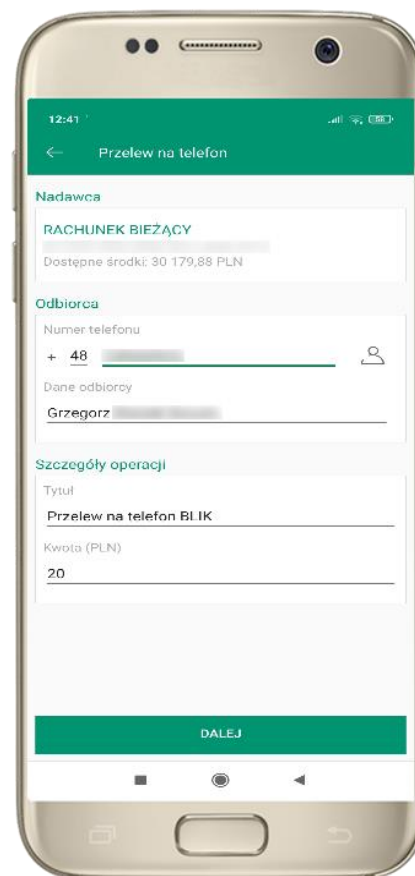 12:41
Przelew na telefon
Nadawca
RACHUNEK BIEŻĄCY
Dostępne środki: 30 179,88 PLN
Odbiorca
Numer telefonu
+ 48
Dane odbiorcy
Grzegorz
Szczegóły operacji
Tytuł
Przelew na telefon BLIK
Kwota (PLN)
20
DALEJ